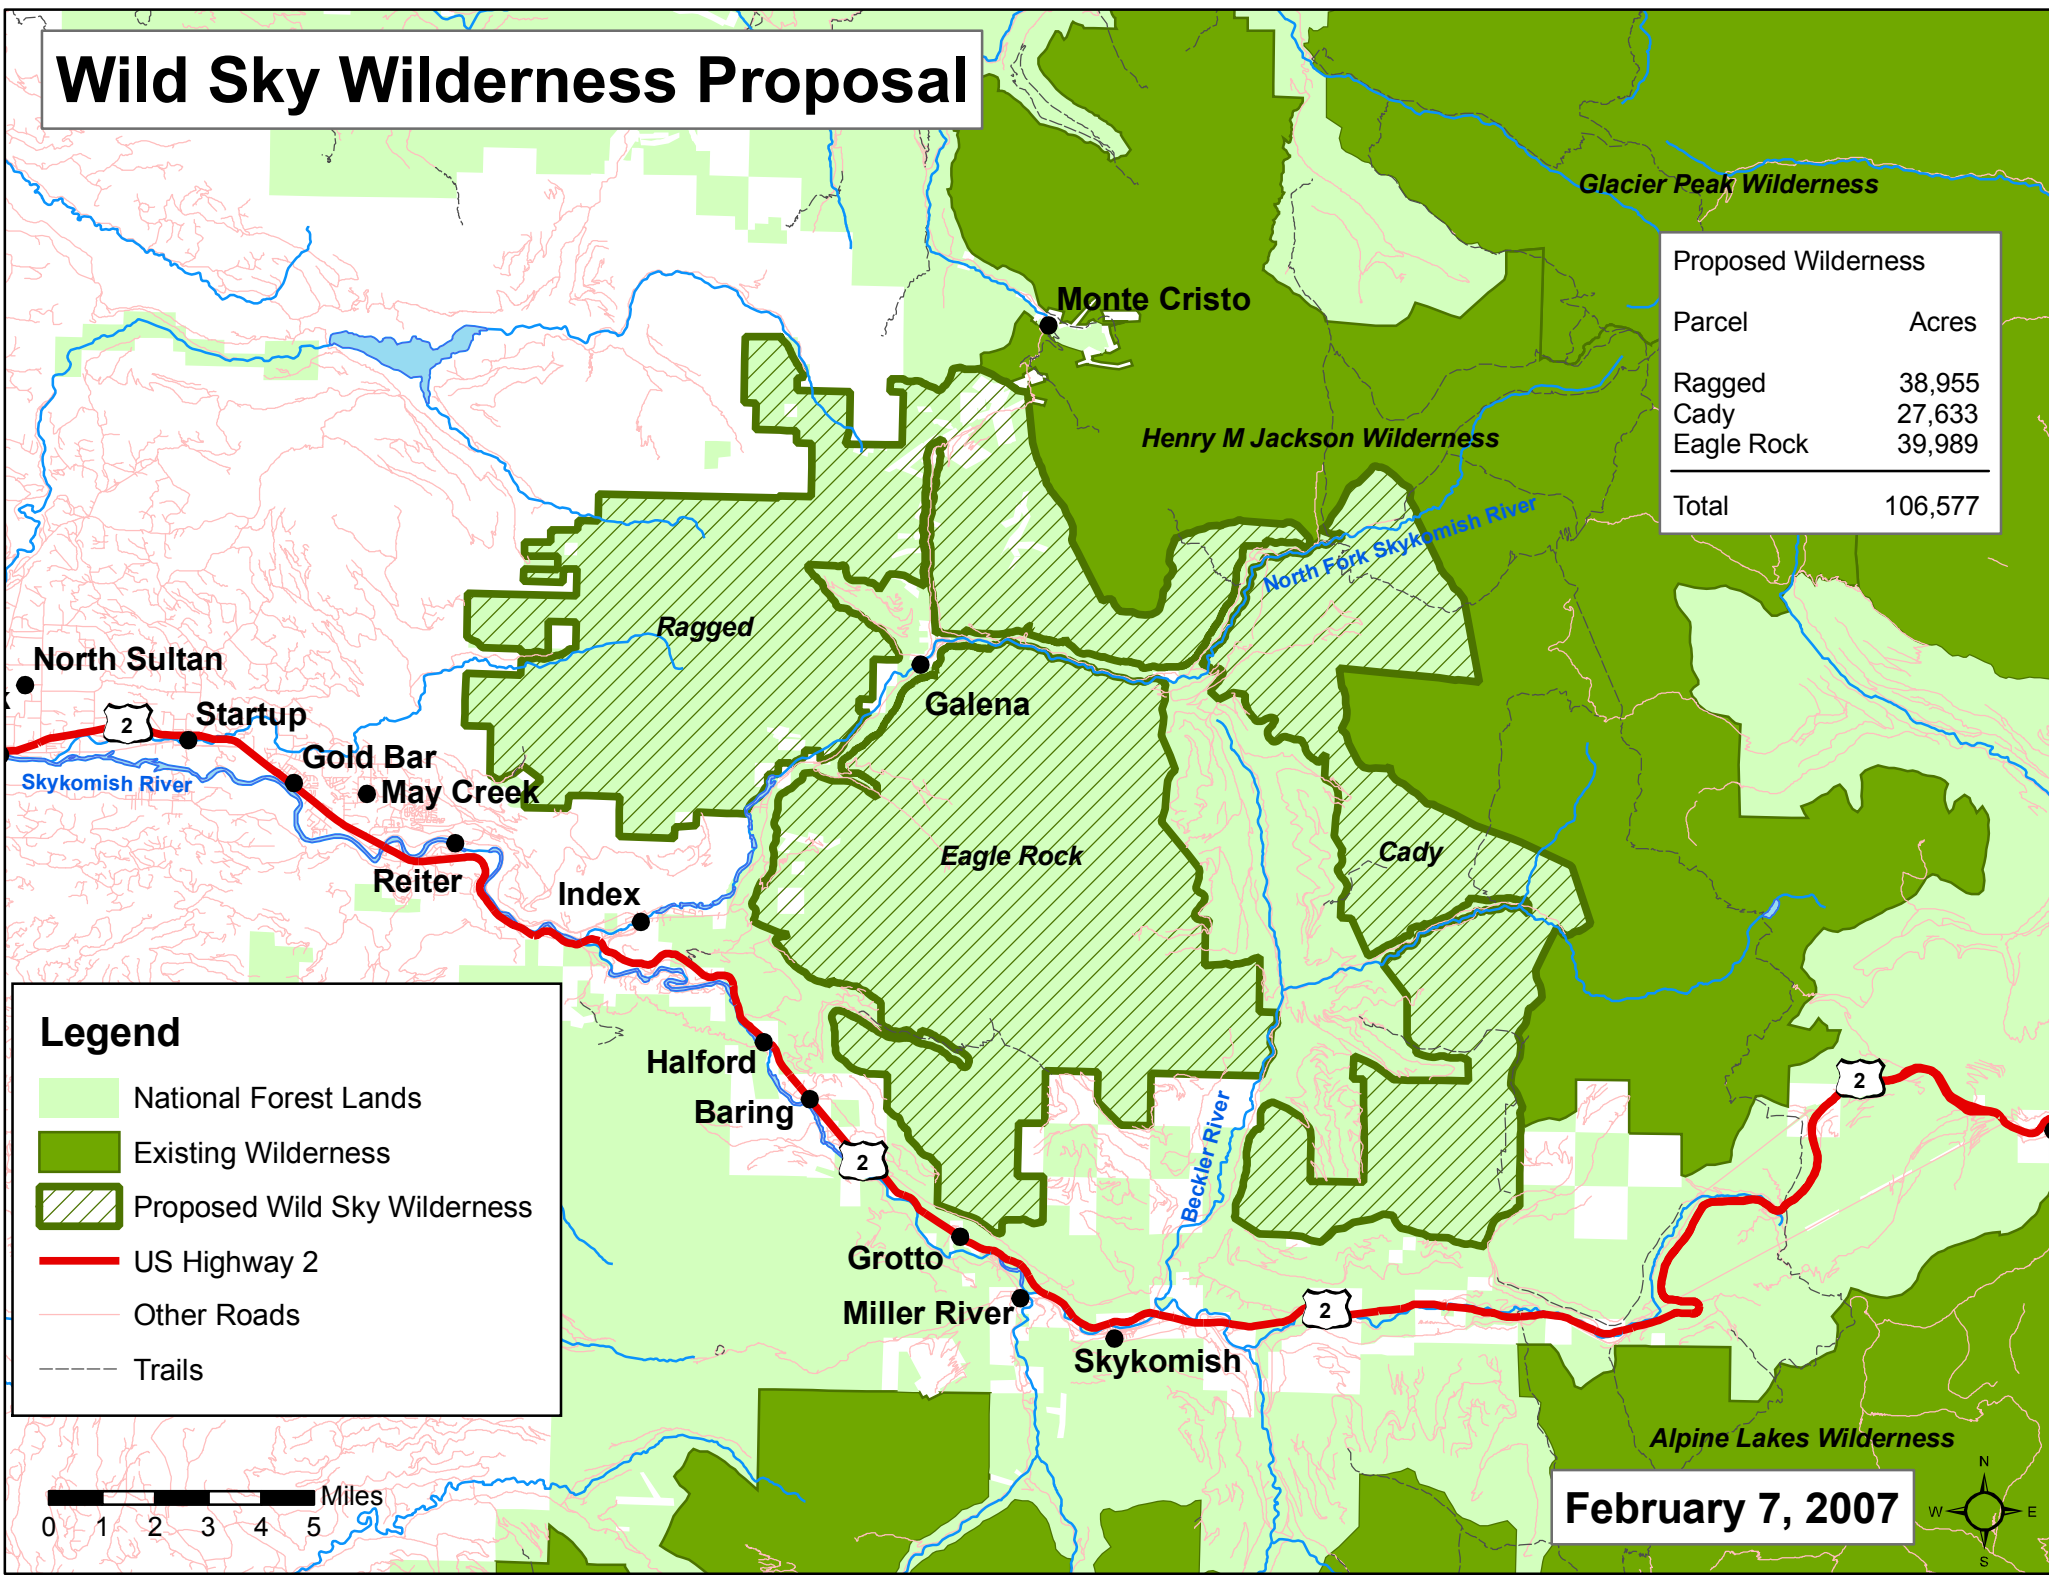 Wild Sky Wilderness Proposal
Glacier Peak Wilderness
Proposed Wilderness
Parcel Acres
Ragged 38,955
Cady 27,633
Eagle Rock 39,989
Total 106,577
Monte Cristo
Henry M Jackson Wilderness
North Fork Skykomish River
Ragged
North Sultan
Galena
Startup
2
Gold Bar
Skykomish River
May Creek
Eagle Rock
Cady
Reiter
Index
Halford
Baring
2
2
Beckler River
Grotto
Miller River
2
Skykomish
Legend
National Forest Lands
Existing Wilderness
Proposed Wild Sky Wilderness
US Highway 2
Other Roads
Trails
Alpine Lakes Wilderness
Miles
0 1 2 3 4 5
February 7, 2007
N
W E
S